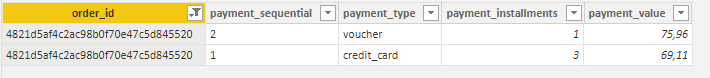 order_id payment_sequential payment_type payment_installments payment_value
4821d5af4c2ac98b0f70e47c5d845520 2 voucher 1 75,96
4821d5af4c2ac98b0f70e47c5d845520 1 credit_card 3 69,11